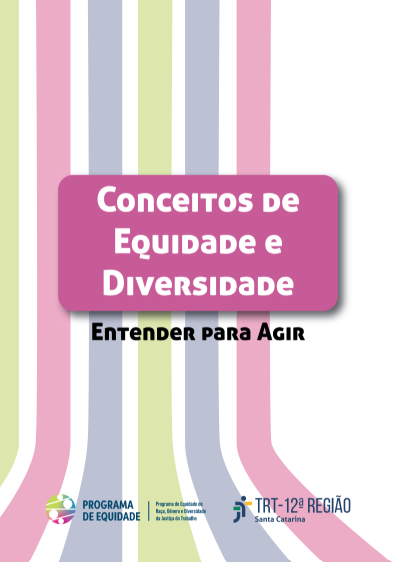 Conceitos de
Equidade e
Diversidade
Entender para Agir
PROGRAMA
DE EQUIDADE
Programa de Equidade de
Raça, Gênero e Diversidade
da Justiça do Trabalho
TRT-12ª REGIÃO
Santa Catarina